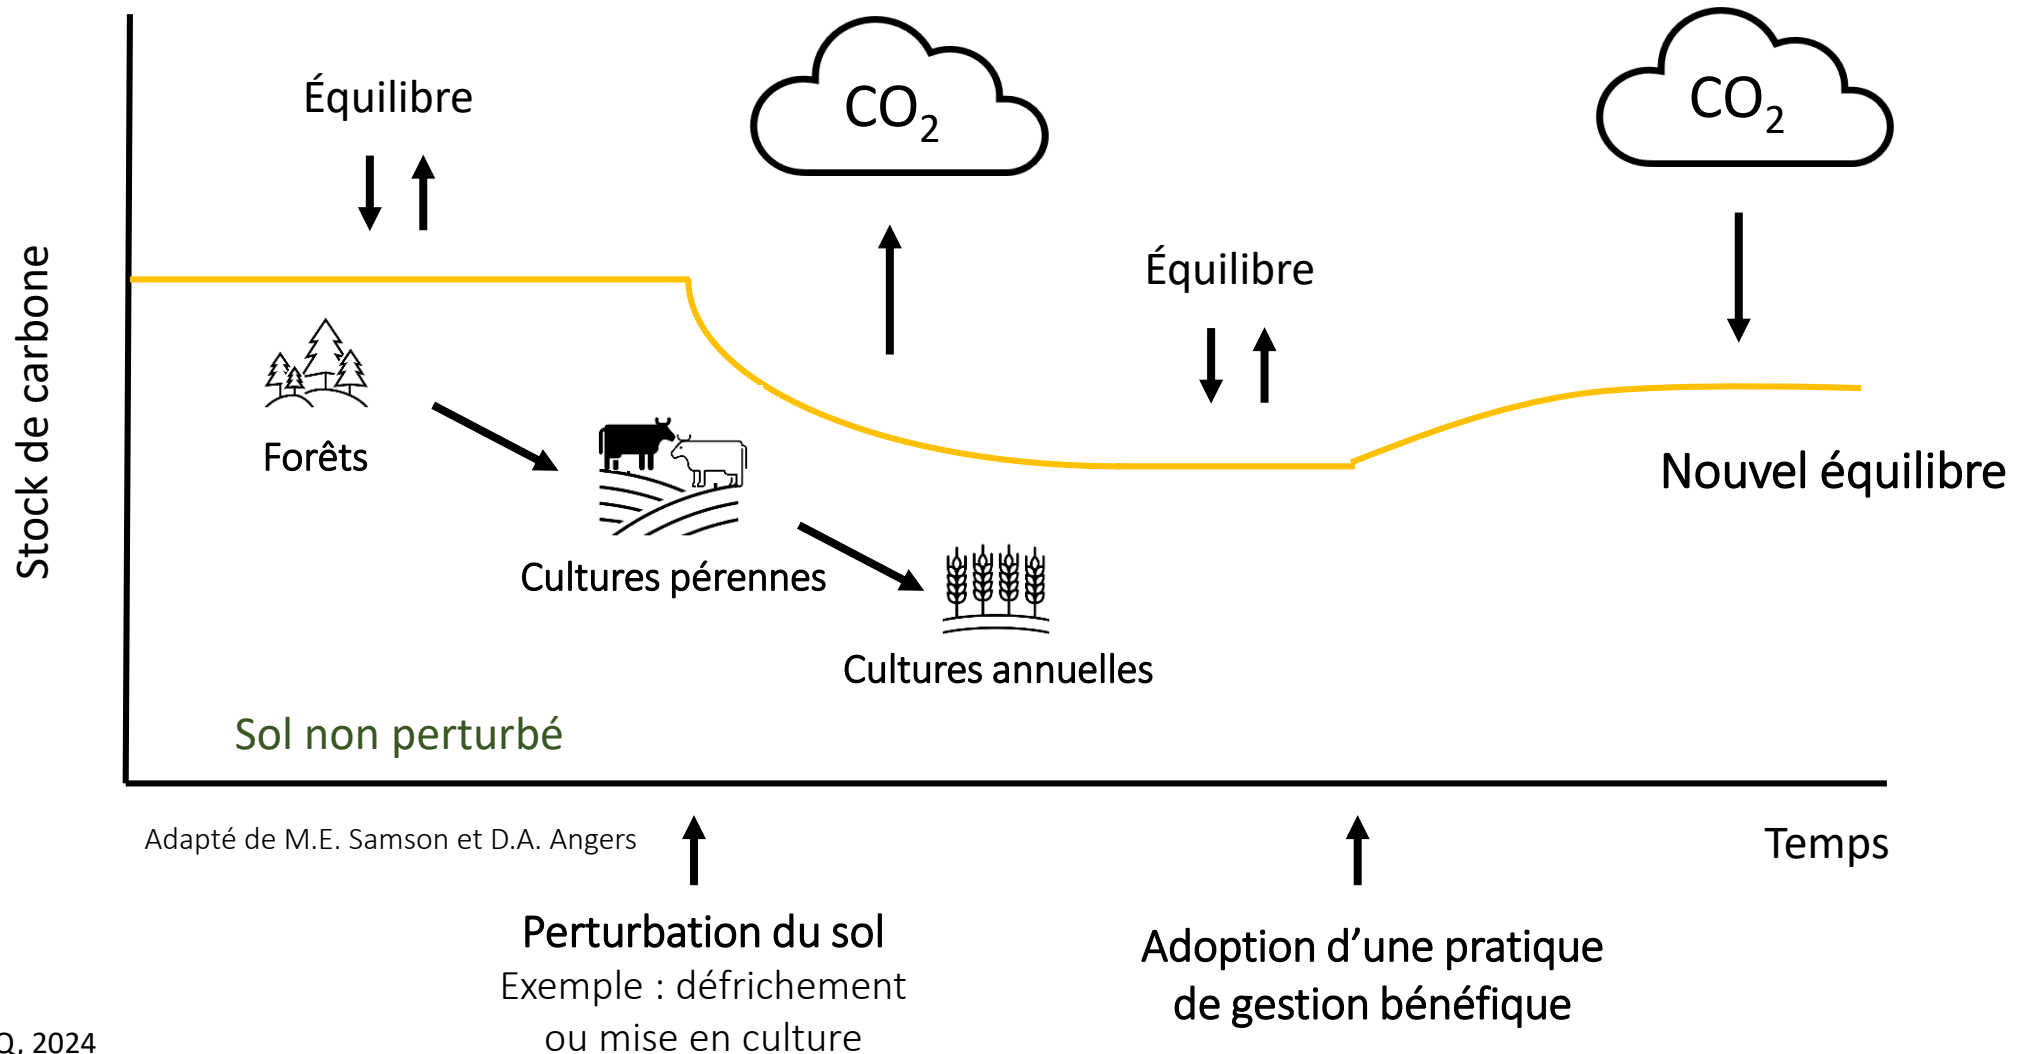 Équilibre
CO₂
CO₂
Équilibre
Stock de carbone
Forêts
Nouvel équilibre
Cultures pérennes
Cultures annuelles
Sol non perturbé
Adapté de M.E. Samson et D.A. Angers
Temps
Perturbation du sol
Exemple : défrichement
ou mise en culture
Adoption d’une pratique
de gestion bénéfique
Q, 2024